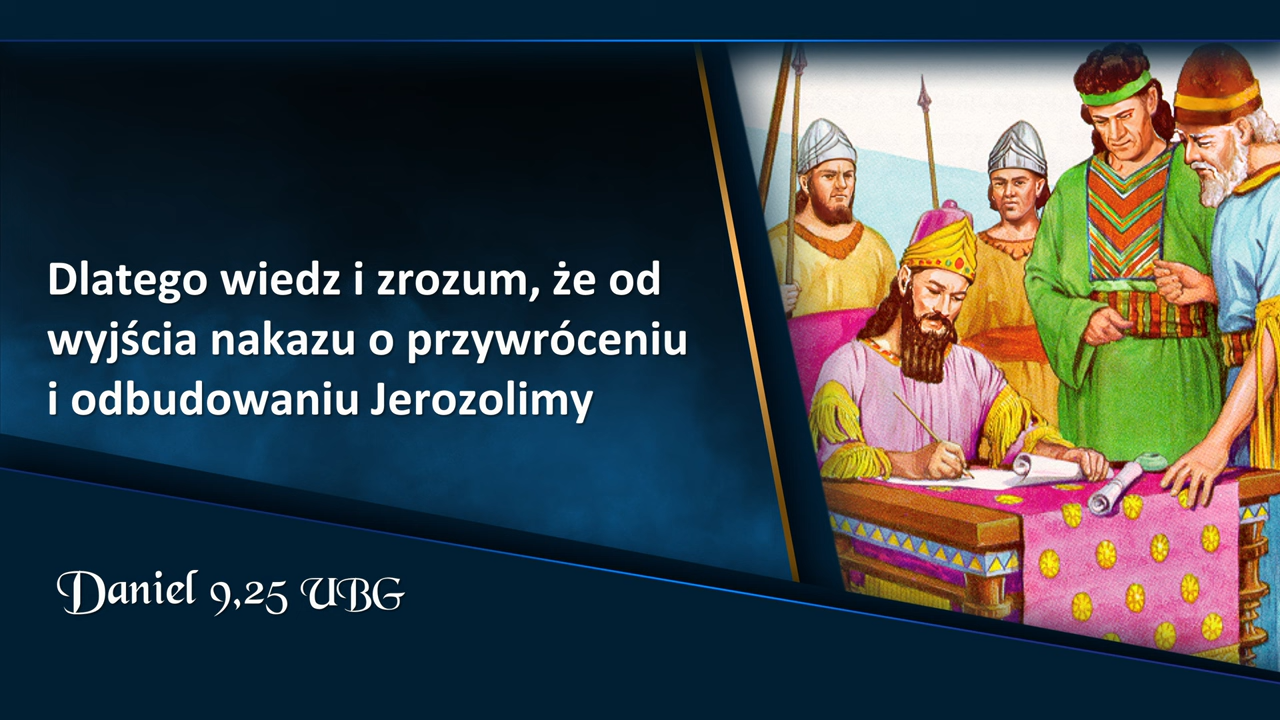 Dlatego wiedz i zrozum, że od
wyjścia nakazu o przywróceniu
i odbudowaniu Jerozolimy
Daniel 9,25 UBG